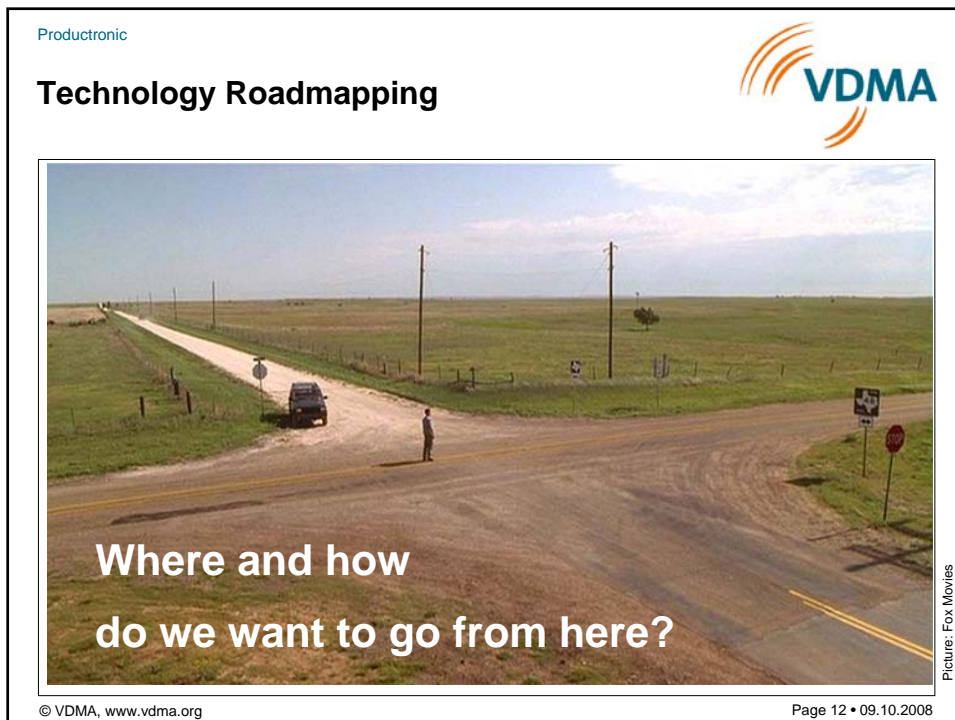 Productronic
Technology Roadmapping
VDMA
STOP
Where and how
do we want to go from here?
Picture: Fox Movies
© VDMA, www.vdma.org
Page 12 • 09.10.2008